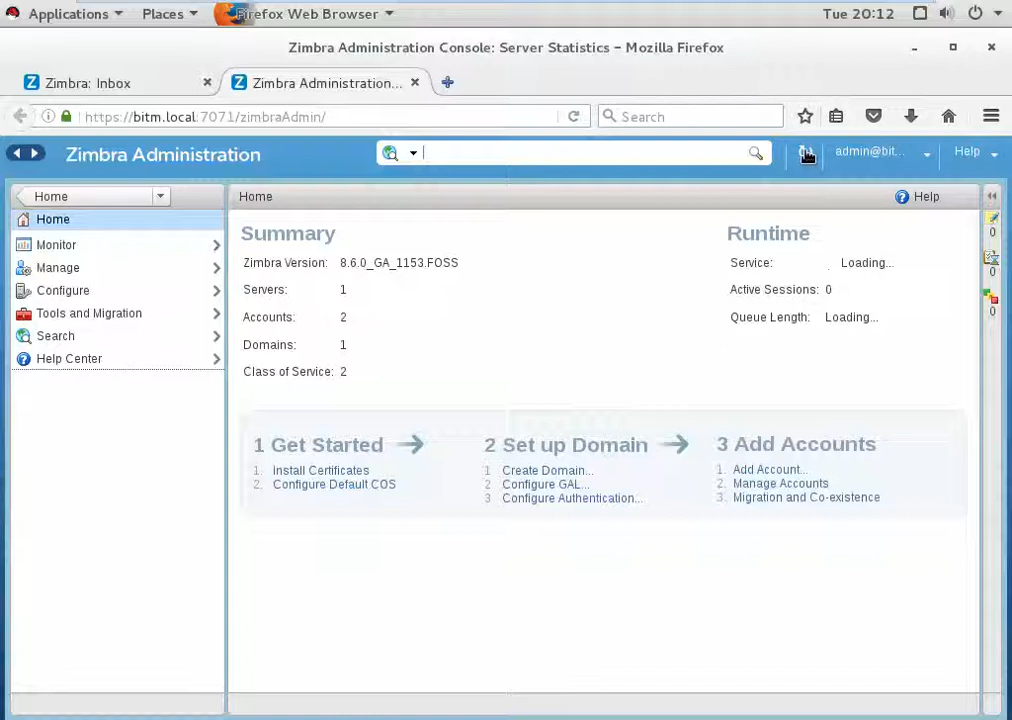 Applications Places Firefox Web Browser Tue 20:12
Zimbra Administration Console: Server Statistics – Mozilla Firefox
Zimbra: Inbox Zimbra Administration...
https://bitm.local:7071/zimbraAdmin/ Search
Zimbra Administration admin@bit... Help
Home
Home
Monitor
Manage
Configure
Tools and Migration
Search
Help Center
Home Help
Summary
Zimbra Version: 8.6.0_GA_1153.FOSS
Servers: 1
Accounts: 2
Domains: 1
Class of Service: 2
Runtime
Service: Loading...
Active Sessions: 0
Queue Length: Loading...
1 Get Started
1. Install Certificates
2. Configure Default COS
2 Set up Domain
1 Create Domain...
2 Configure GAL...
3 Configure Authentication...
3 Add Accounts
1. Add Account...
2. Manage Accounts
3. Migration and Co-existence
0
0
0